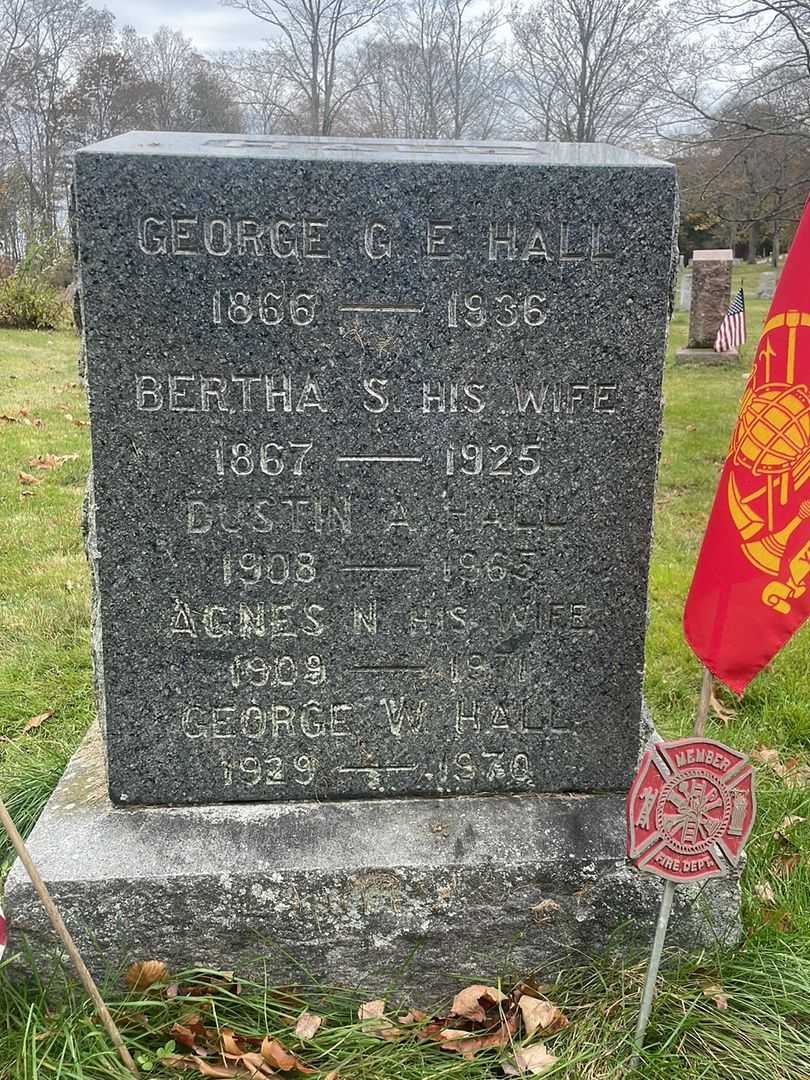 GEORGE G. E. HALL
1866 — 1936
BERTHA S. HIS WIFE
1867 — 1925
DUSTIN A. HALL
1908 — 1965
AGNES N. HIS WIFE
1909 — 1971
GEORGE W. HALL
1929 — 1970
MEMBER
FIRE DEPT.